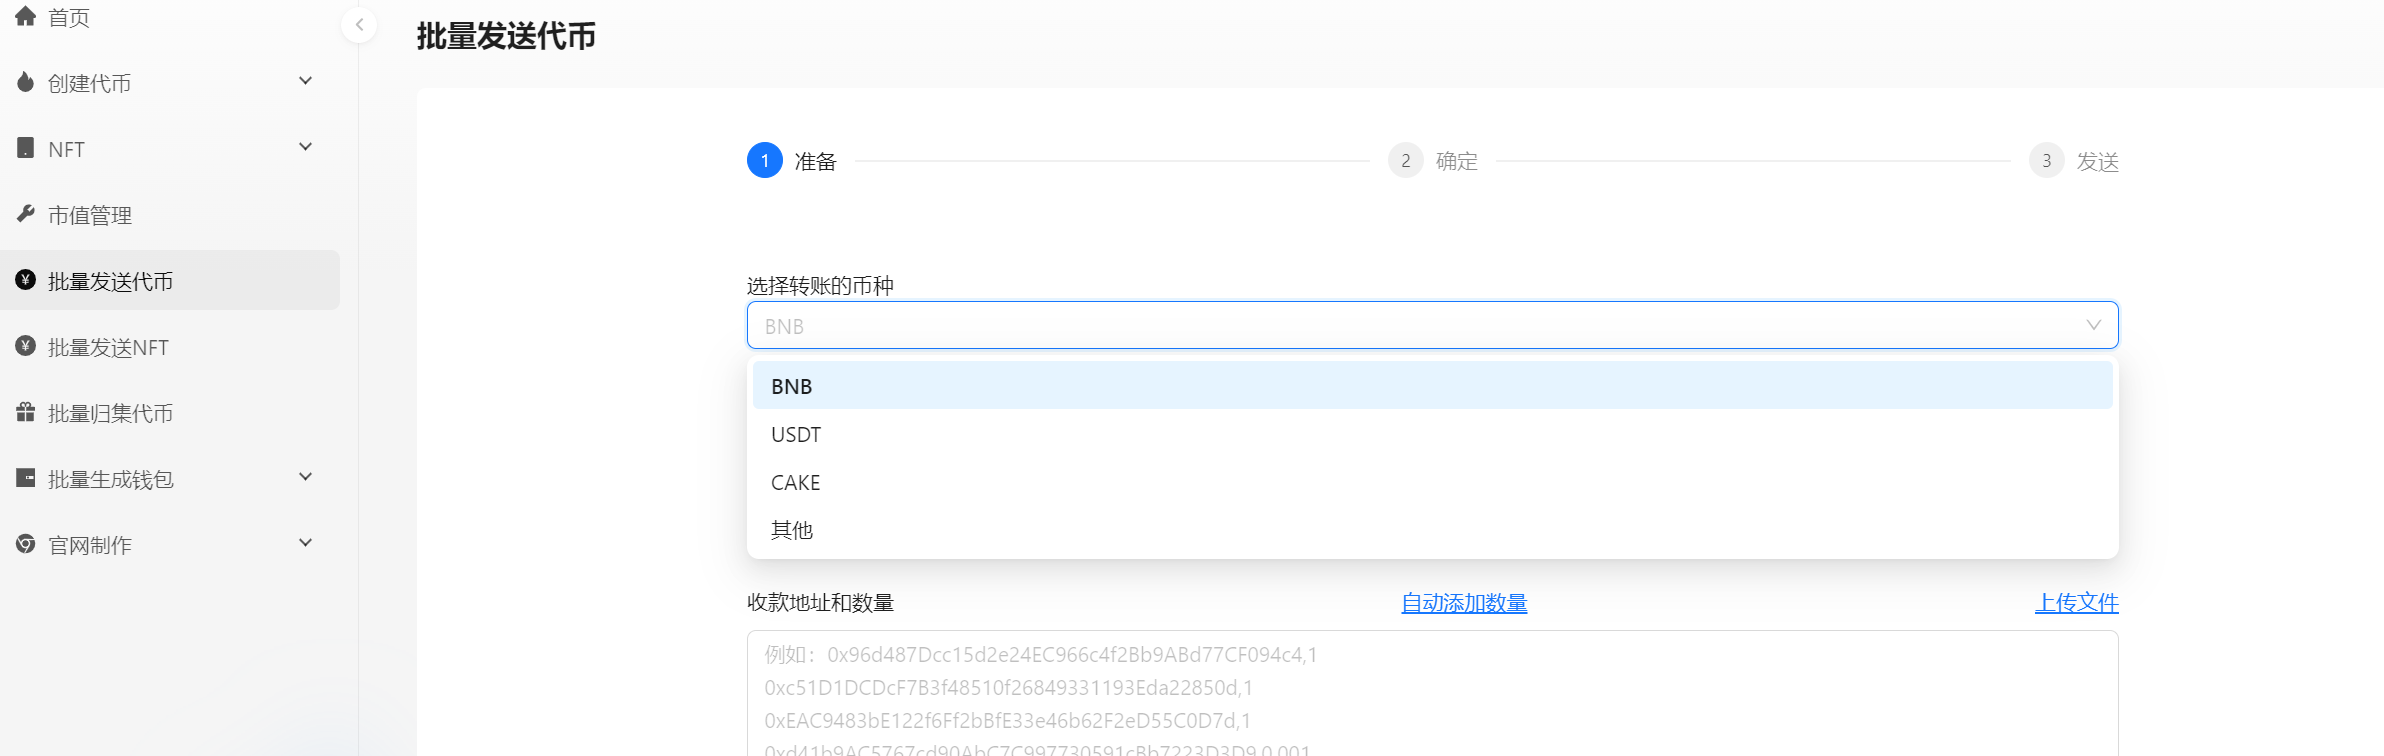 首页
创建代币
NFT
市值管理
批量发送代币
批量发送NFT
批量归集代币
批量生成钱包
官网制作
批量发送代币
1 准备
2 确定
3 发送
选择转账的币种
BNB
BNB
USDT
CAKE
其他
收款地址和数量 自动添加数量 上传文件
例如：0x96d487Dcc15d2e24EC966c4f2Bb9ABd77CF094c4,1
0xc51D1DCDcF7B3f48510f26849331193Eda22850d,1
0xEAC9483bE122f6Ff2bBfE33e46b62F2eD55C0D7d,1
0xd41b9AC5767cd90AbC7C997730591cBb7223D3D9,0.001